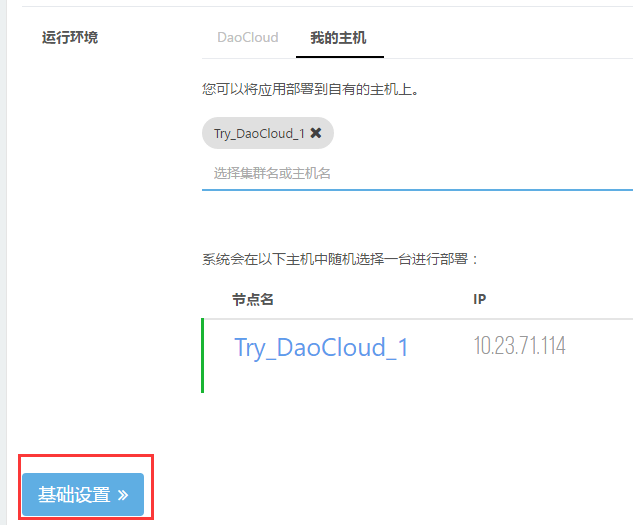 运行环境 DaoCloud 我的主机
您可以将应用部署到自有的主机上。
Try_DaoCloud_1 ✖
选择集群名或主机名
系统会在以下主机中随机选择一台进行部署：
节点名 IP
Try_DaoCloud_1 10.23.71.114
基础设置 »